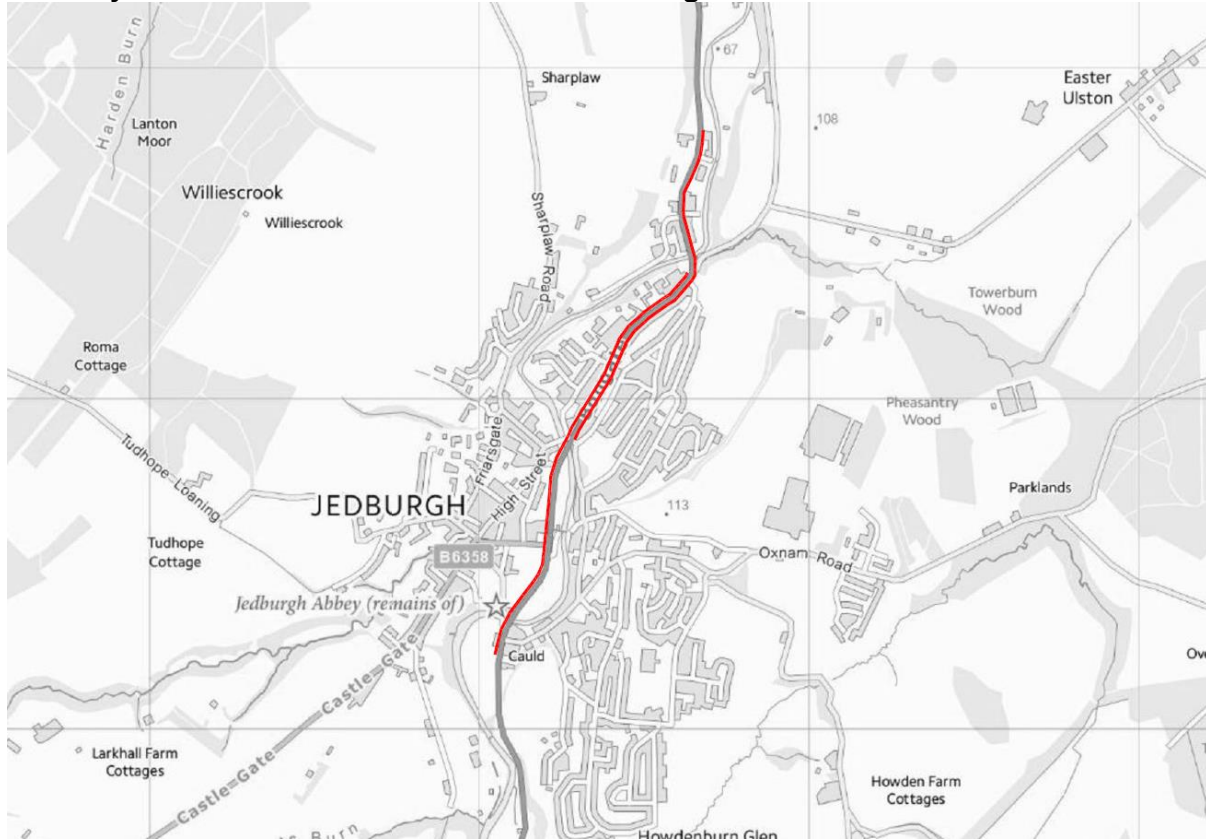 Harden Burn
67
Sharplaw
Easter
Ulston
Lanton
Moor
108
Williescrook
Williescrook
Sharplaw Road
Towerburn
Wood
Roma
Cottage
Pheasantry
Wood
Tudhope Loaning
Friarsgate
High Street
Parklands
JEDBURGH
113
Tudhope
Cottage
B6358
Oxnam Road
Jedburgh Abbey (remains of)
Cauld
Castle Gate
Castle Gate
Larkhall Farm
Cottages
Howden Farm
Cottages
Burn
Howdenburn Glen